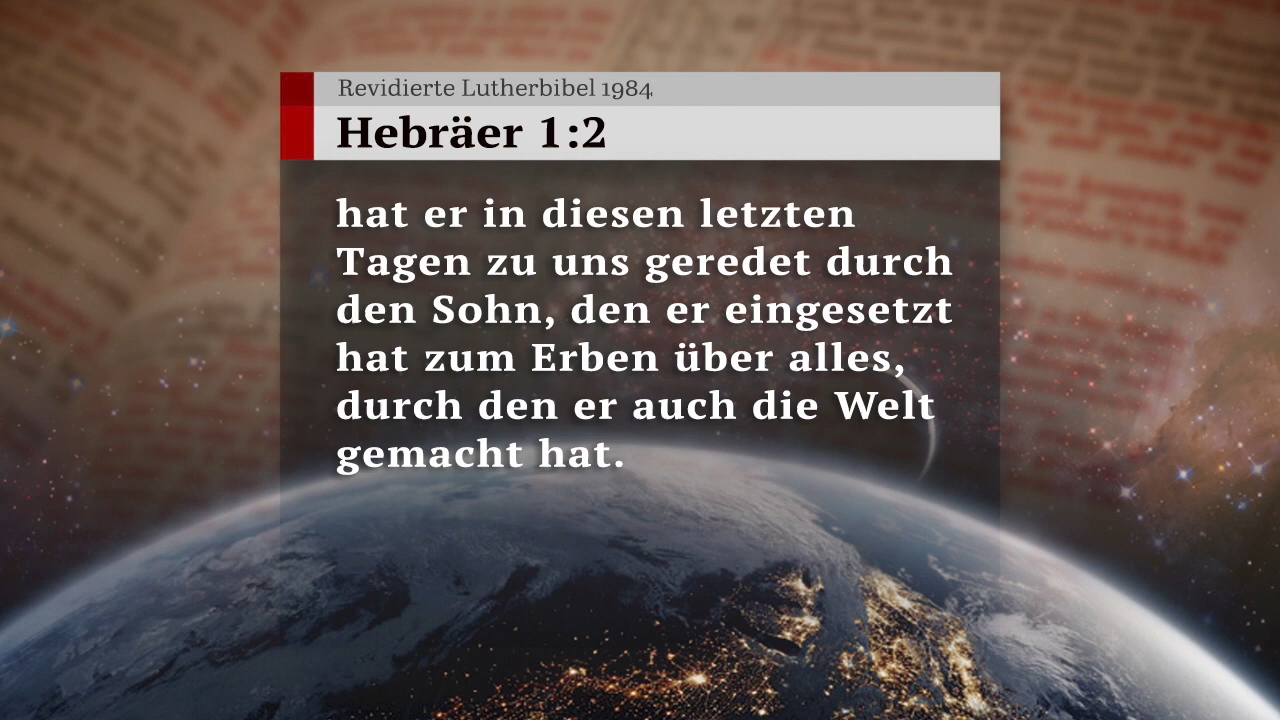 Revidierte Lutherbibel 1984
Hebräer 1:2
hat er in diesen letzten
Tagen zu uns geredet durch
den Sohn, den er eingesetzt
hat zum Erben über alles,
durch den er auch die Welt
gemacht hat.